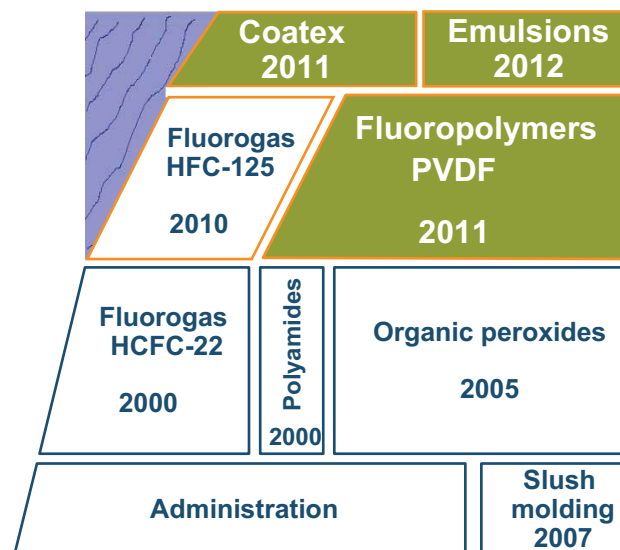 Coatex
2011
Emulsions
2012
Fluorogas
HFC-125
2010
Fluoropolymers
PVDF
2011
Fluorogas
HCFC-22
2000
Polyamides
2000
Organic peroxides
2005
Administration
Slush
molding
2007